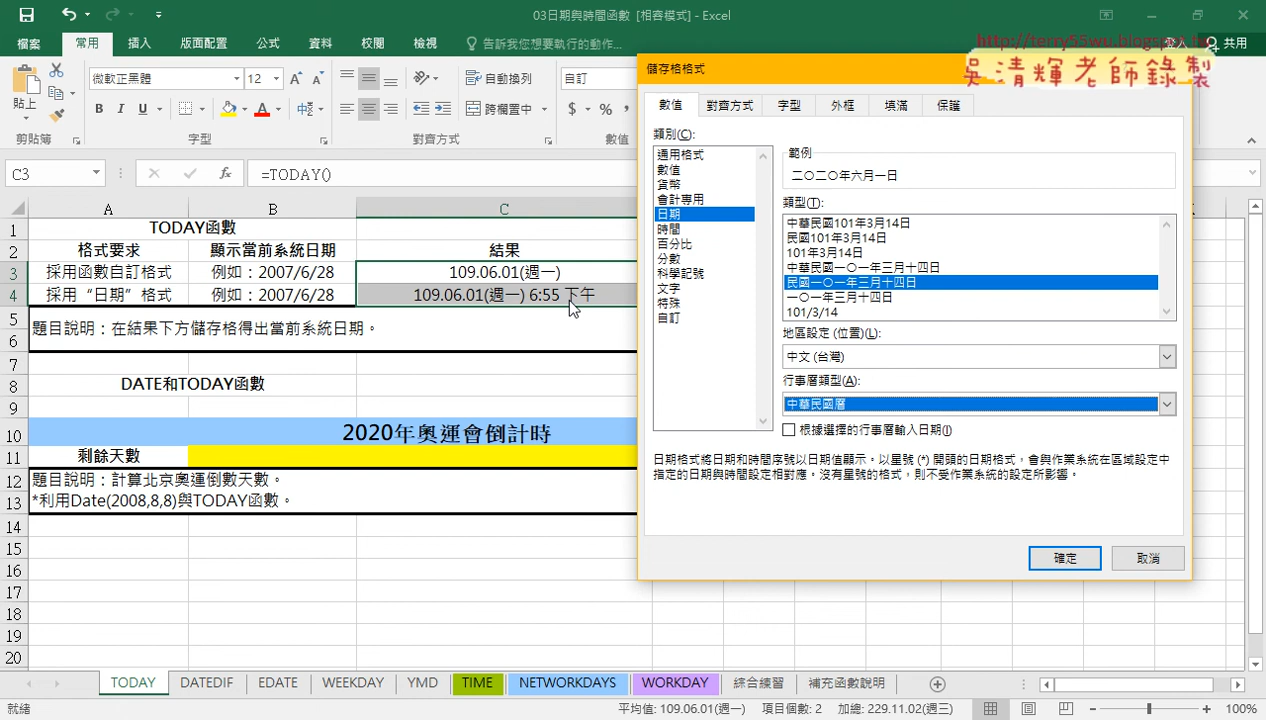 03日期與時間函數 [相容模式] - Excel
http://terry55wu.blogspot.tw
吳清輝老師錄製
檔案 常用 插入 版面配置 公式 資料 校閱 檢視 告訴我您想要執行的動作... 登入 共用
貼上
微軟正黑體 12
B I U
自動換列
跨欄置中
自訂
$ % ,
剪貼簿 字型 對齊方式 數值
C3 fx =TODAY()
A B C
1 TODAY函數
2 格式要求 顯示當前系統日期 結果
3 採用函數自訂格式 例如：2007/6/28 109.06.01(週一)
4 採用“日期”格式 例如：2007/6/28 109.06.01(週一) 6:55 下午
5
6 題目說明：在結果下方儲存格得出當前系統日期。
7
8 DATE和TODAY函數
9
10 2020年奧運會倒計時
11 剩餘天數
12 題目說明：計算北京奧運倒數天數。
13 *利用Date(2008,8,8)與TODAY函數。
14
15
16
17
18
19
20
儲存格格式
數值 對齊方式 字型 外框 填滿 保護
類別(C):
通用格式
數值
貨幣
會計專用
日期
時間
百分比
分數
科學記號
文字
特殊
自訂
範例
二〇二〇年六月一日
類型(T):
中華民國101年3月14日
民國101年3月14日
101年3月14日
中華民國一〇一年三月十四日
民國一〇一年三月十四日
一〇一年三月十四日
101/3/14
地區設定 (位置)(L):
中文 (台灣)
行事曆類型(A):
中華民國曆
根據選擇的行事曆輸入日期(I)
日期格式將日期和時間序號以日期值顯示。以星號 (*) 開頭的日期格式，會與作業系統在區域設定中
指定的日期與時間設定相對應。沒有星號的格式，則不受作業系統的設定所影響。
確定 取消
TODAY DATEDIF EDATE WEEKDAY YMD TIME NETWORKDAYS WORKDAY 綜合練習 補充函數說明
就緒 平均值: 109.06.01(週一) 項目個數: 2 加總: 229.11.02(週三) 100%